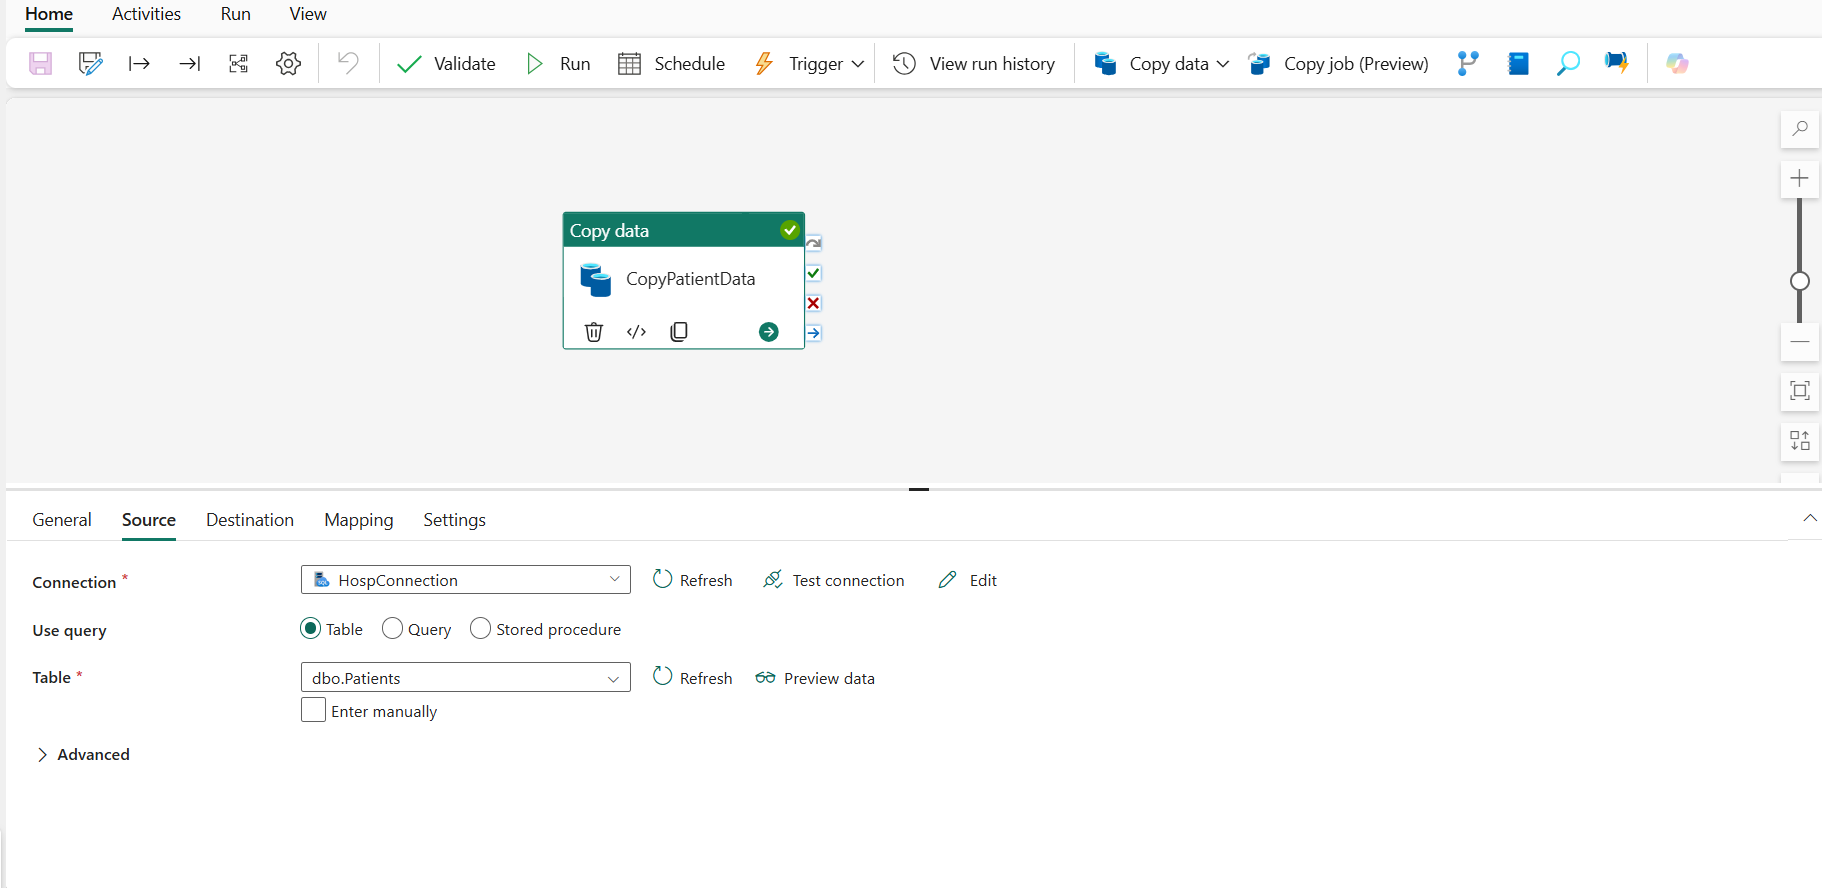 Home Activities Run View
Validate Run Schedule Trigger View run history Copy data Copy job (Preview)
Copy data
CopyPatientData
General Source Destination Mapping Settings
Connection * HospConnection Refresh Test connection Edit
Use query Table Query Stored procedure
Table * dbo.Patients Refresh Preview data
Enter manually
Advanced